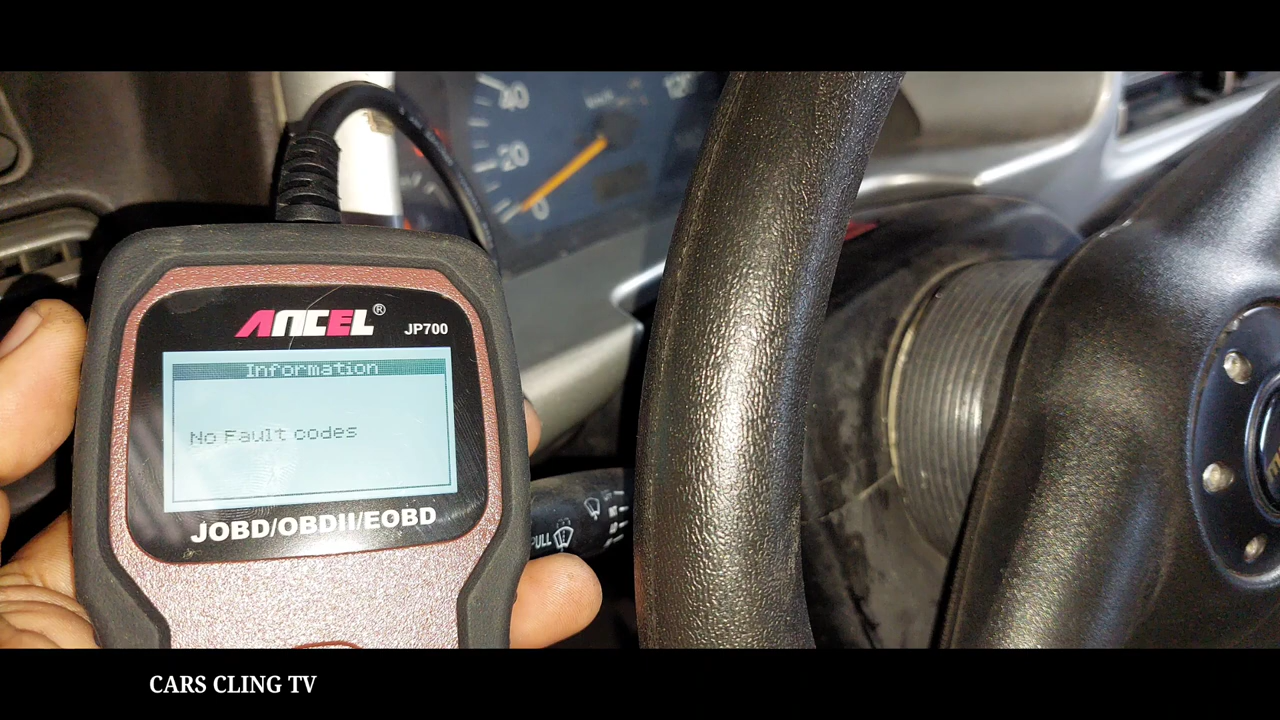 40
20
0
120
ANCEL®
JP700
Information
No Fault codes
JOBD/OBDII/EOBD
PULL
CARS CLING TV